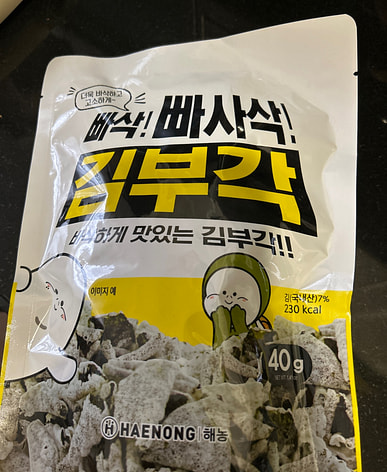 더욱 바삭하고
고소하게~
빠삭! 빠사삭!
김부각
바삭하게 맛있는 김부각!!
이미지 예
김(국내산)7%
230 kcal
40g
HAENONG 해농